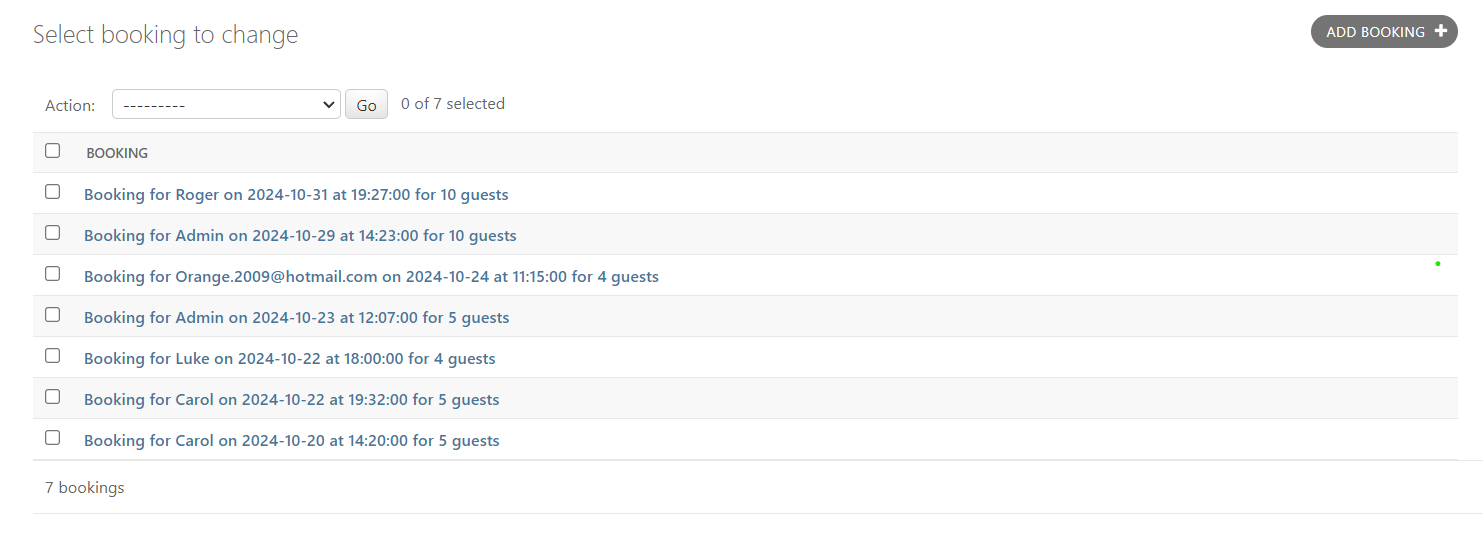 Select booking to change
ADD BOOKING +
Action: --------- Go 0 of 7 selected
BOOKING
Booking for Roger on 2024-10-31 at 19:27:00 for 10 guests
Booking for Admin on 2024-10-29 at 14:23:00 for 10 guests
Booking for Orange.2009@hotmail.com on 2024-10-24 at 11:15:00 for 4 guests
Booking for Admin on 2024-10-23 at 12:07:00 for 5 guests
Booking for Luke on 2024-10-22 at 18:00:00 for 4 guests
Booking for Carol on 2024-10-22 at 19:32:00 for 5 guests
Booking for Carol on 2024-10-20 at 14:20:00 for 5 guests
7 bookings